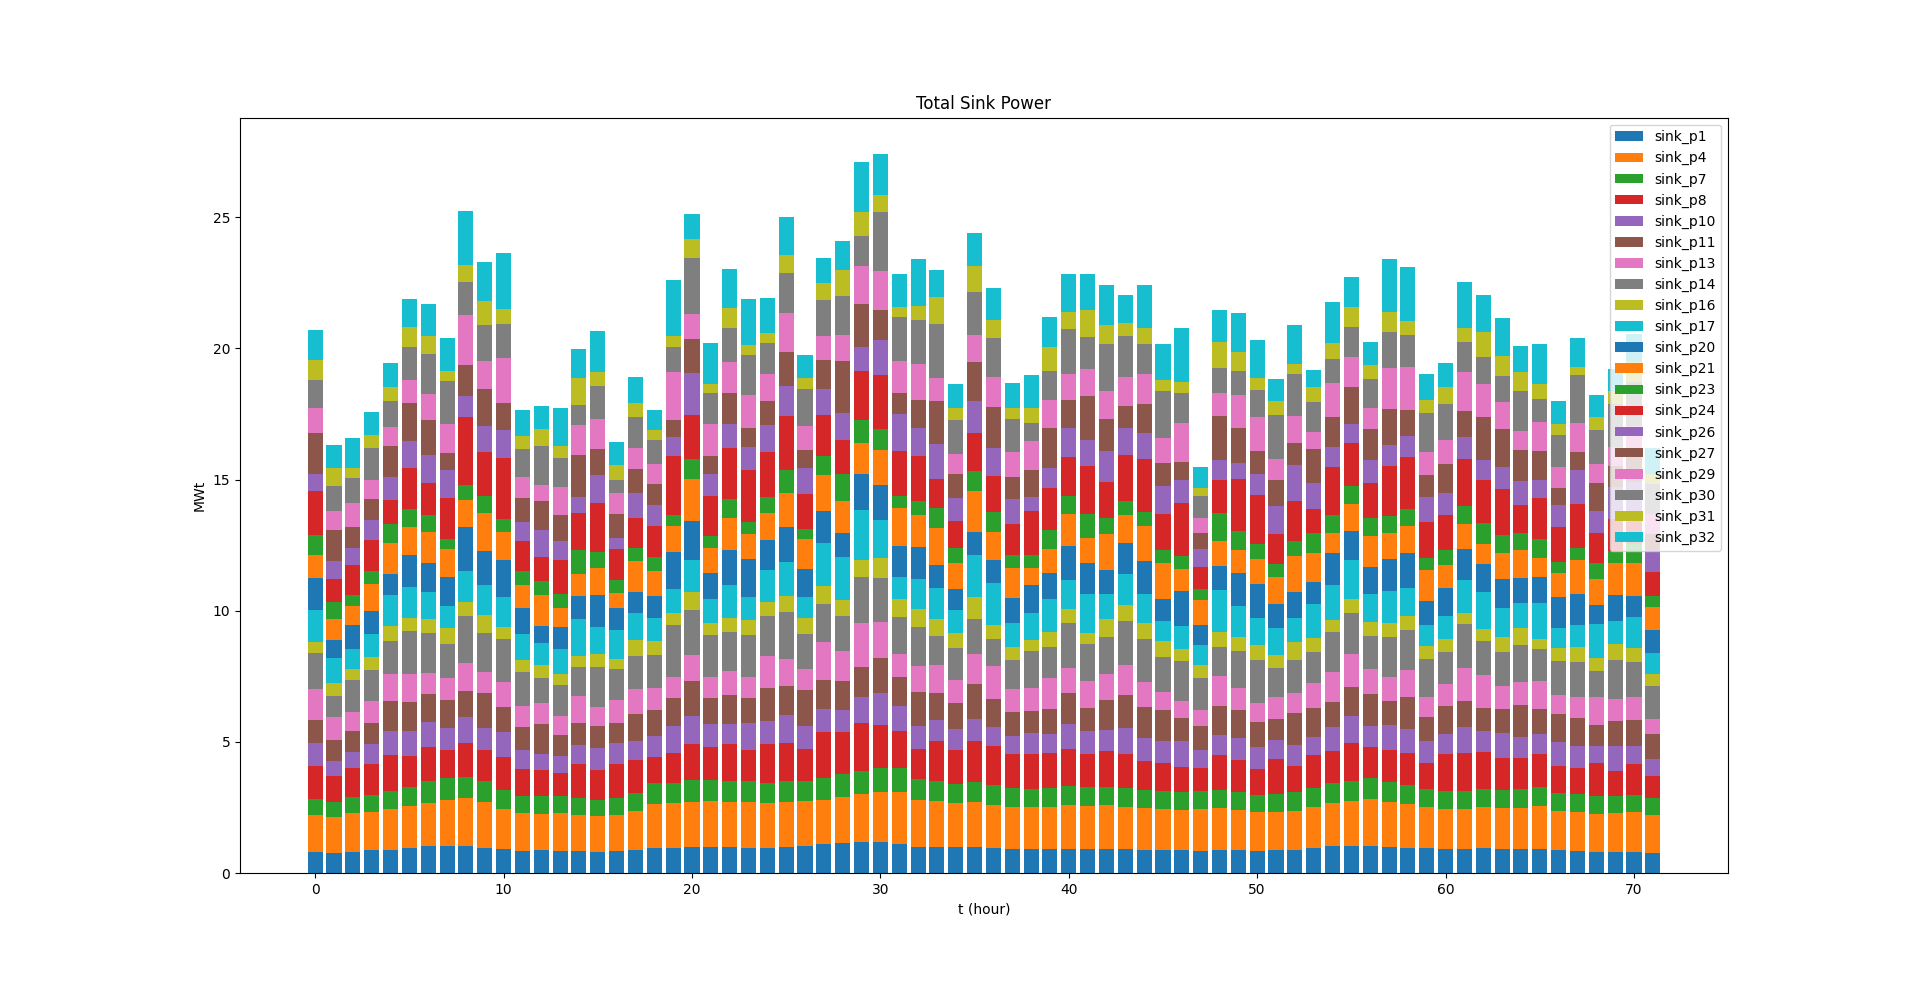 Total Sink Power
MWt
25
20
15
10
5
0
0 10 20 30 40 50 60 70
t (hour)
sink_p1
sink_p4
sink_p7
sink_p8
sink_p10
sink_p11
sink_p13
sink_p14
sink_p16
sink_p17
sink_p20
sink_p21
sink_p23
sink_p24
sink_p26
sink_p27
sink_p29
sink_p30
sink_p31
sink_p32